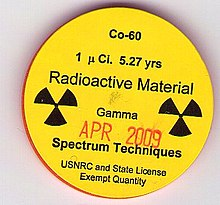 Co-60
1 μ Ci. 5.27 yrs
Radioactive Material
Gamma
APR 2009
Spectrum Techniques
USNRC and State License
Exempt Quantity